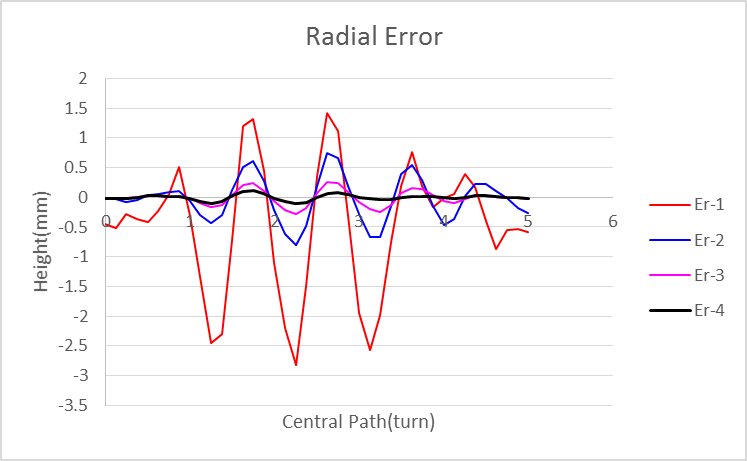 Radial Error
2
1.5
1
0.5
0
-0.5
-1
-1.5
-2
-2.5
-3
-3.5
0 1 2 3 4 5 6
Height(mm)
Central Path(turn)
Er-1
Er-2
Er-3
Er-4